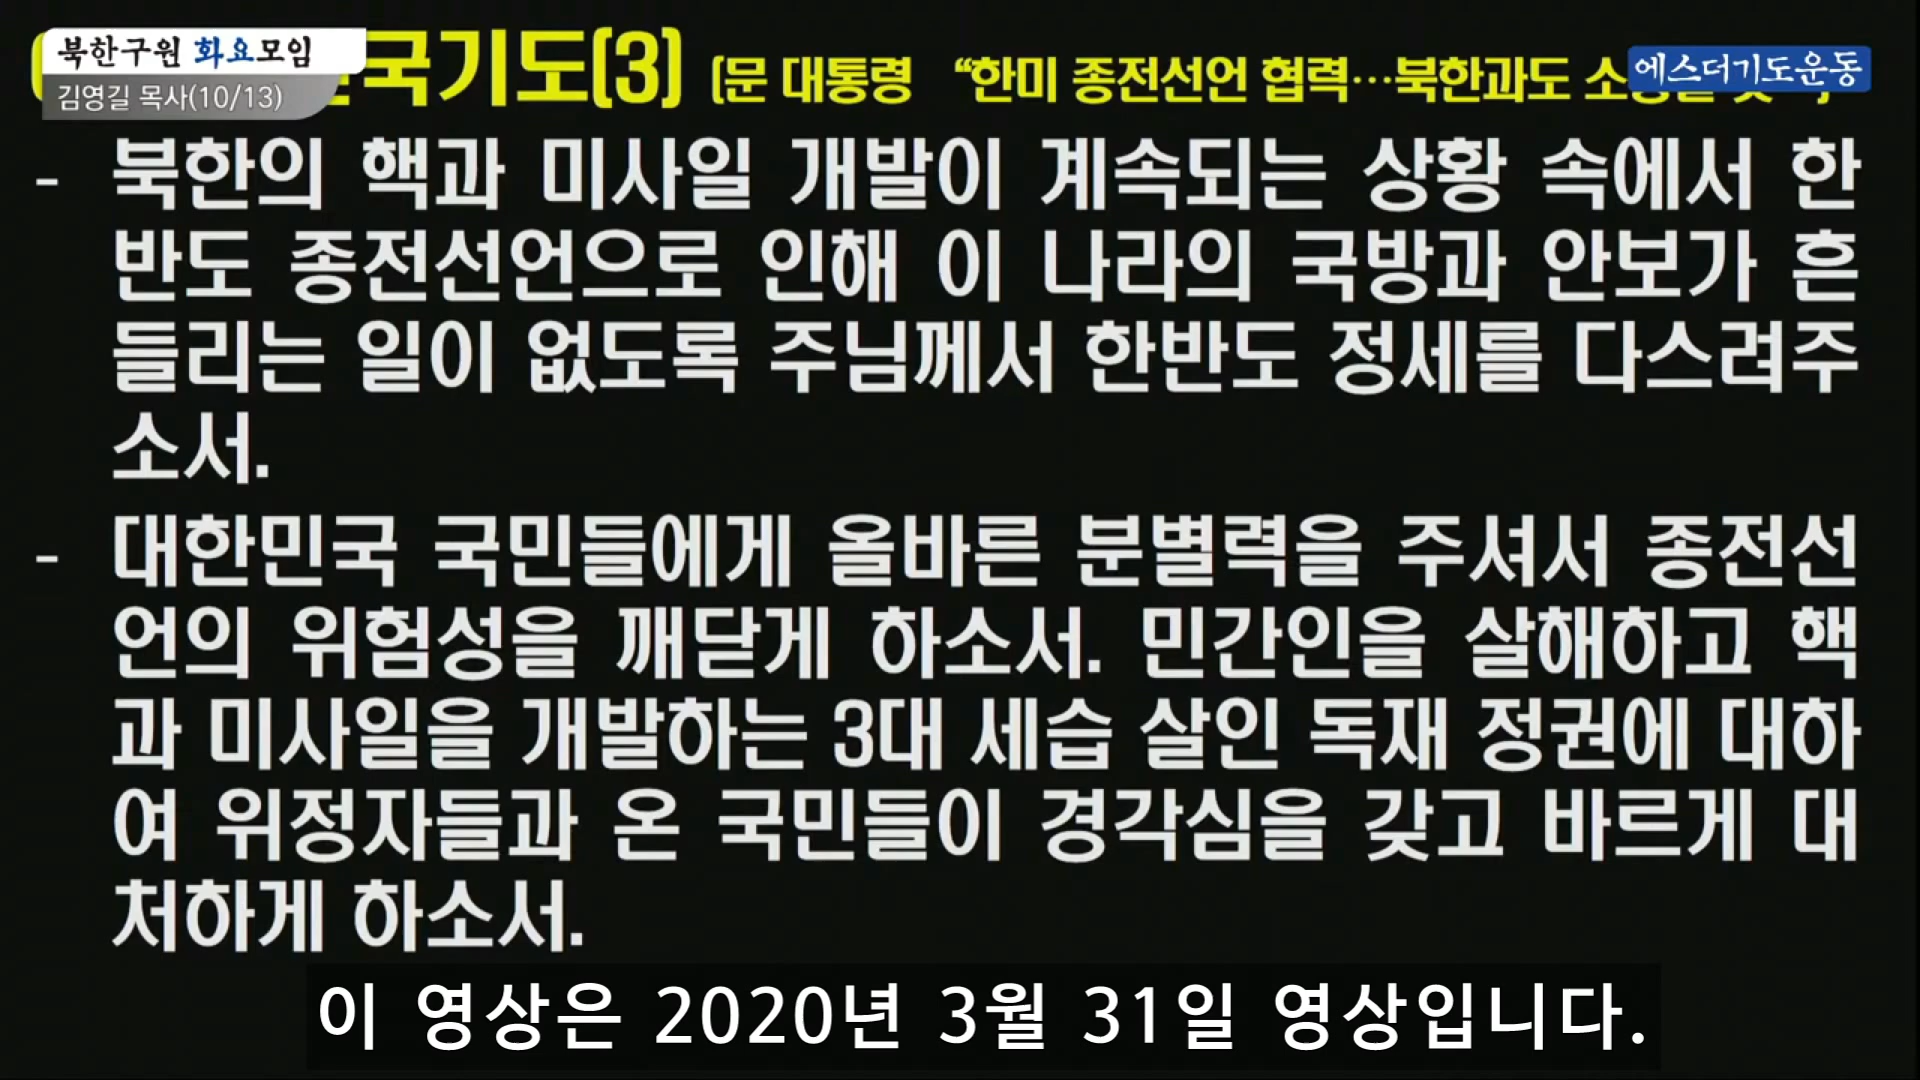 북한구원 화요모임
김영길 목사(10/13)
국기도(3) (문 대통령 “한미 종전선언 협력…북한과도
에스더기도운동
- 북한의 핵과 미사일 개발이 계속되는 상황 속에서 한
반도 종전선언으로 인해 이 나라의 국방과 안보가 흔
들리는 일이 없도록 주님께서 한반도 정세를 다스려주
소서.
- 대한민국 국민들에게 올바른 분별력을 주셔서 종전선
언의 위험성을 깨닫게 하소서. 민간인을 살해하고 핵
과 미사일을 개발하는 3대 세습 살인 독재 정권에 대하
여 위정자들과 온 국민들이 경각심을 갖고 바르게 대
처하게 하소서.
이 영상은 2020년 3월 31일 영상입니다.